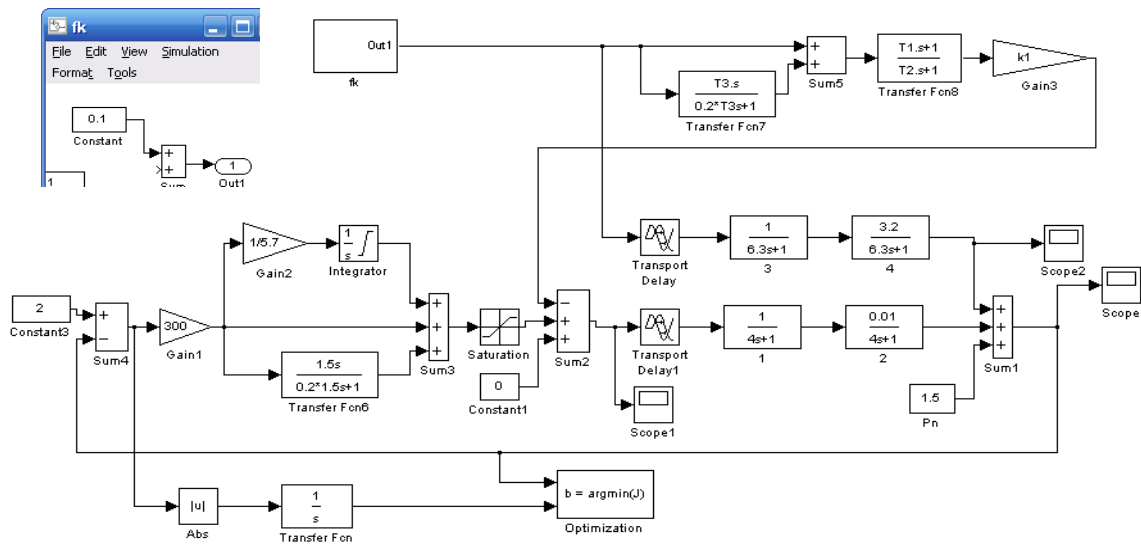 fk
File Edit View Simulation
Format Tools
0.1
Constant
+
+
1
Out1
1
Out1
fk
T3.s
0.2*T3s+1
Transfer Fcn7
+
+
Sum5
T1.s+1
T2.s+1
Transfer Fcn8
k1
Gain3
1/5.7
Gain2
1
s
Integrator
Transport
Delay
1
6.3s+1
3
3.2
6.3s+1
4
Scope2
Scope
2
Constant3
+
−
Sum4
300
Gain1
1.5s
0.2*1.5s+1
Transfer Fcn6
+
+
+
Sum3
Saturation
0
Constant1
−
+
+
Sum2
Transport
Delay1
Scope1
1
4s+1
1
0.01
4s+1
2
+
+
+
Sum1
1.5
Pn
|u|
Abs
1
s
Transfer Fcn
b = argmin(J)
Optimization